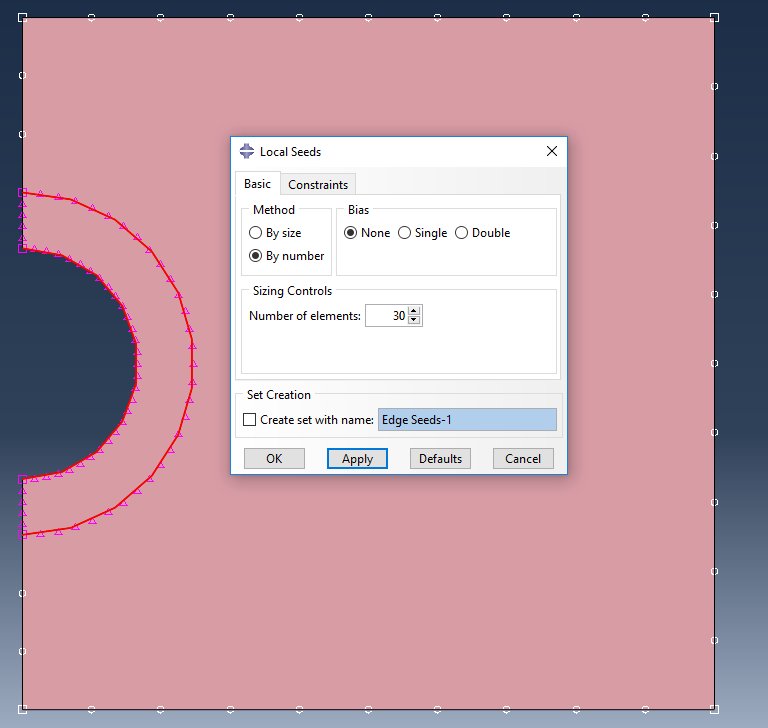 Local Seeds
Basic Constraints
Method Bias
By size None Single Double
By number
Sizing Controls
Number of elements: 30
Set Creation
Create set with name: Edge Seeds-1
OK Apply Defaults Cancel